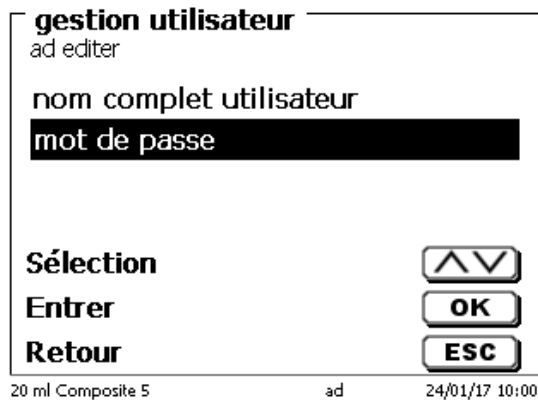 gestion utilisateur
ad editer
nom complet utilisateur
mot de passe
Sélection
Entrer OK
Retour ESC
20 ml Composite 5 ad 24/01/17 10:00